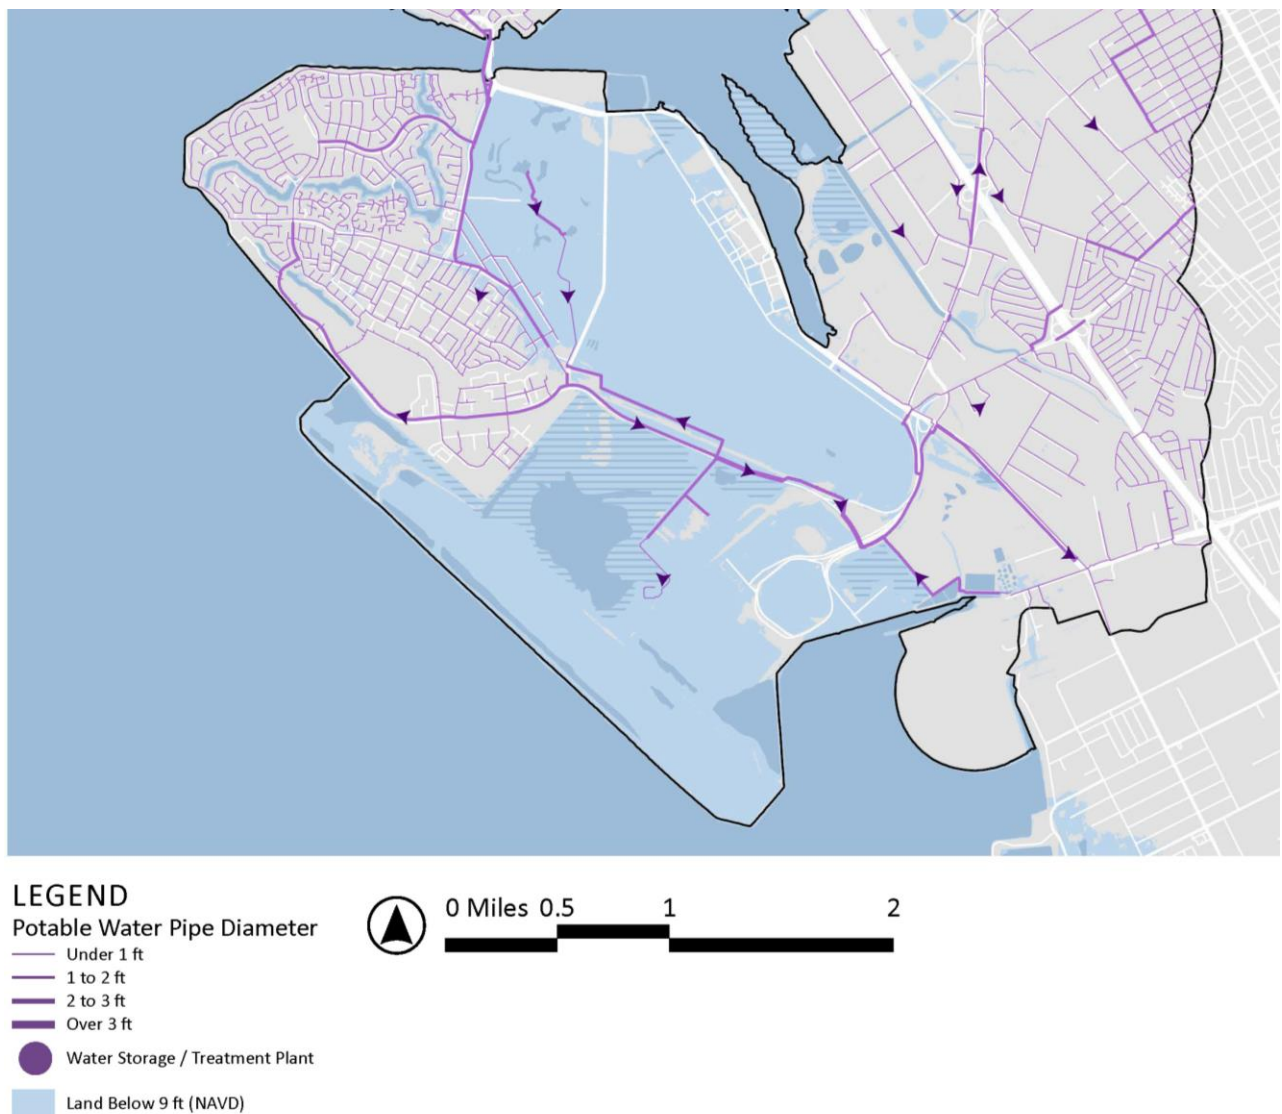 LEGEND
Potable Water Pipe Diameter
Under 1 ft
1 to 2 ft
2 to 3 ft
Over 3 ft
Water Storage / Treatment Plant
Land Below 9 ft (NAVD)
0 Miles 0.5 1 2